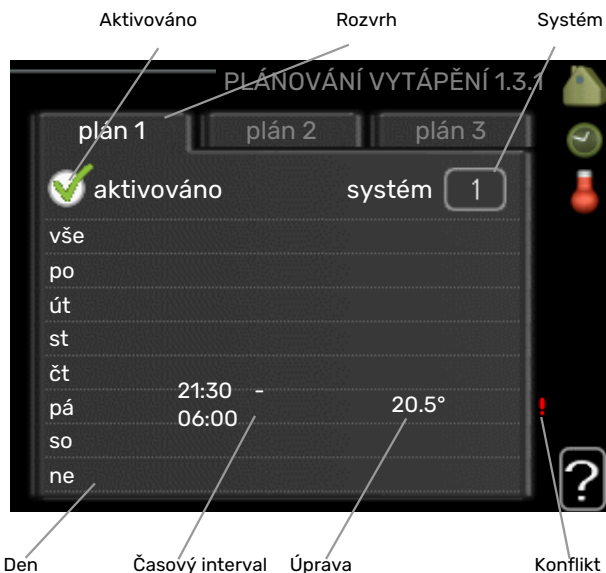 Aktivováno Rozvrh Systém
PLÁNOVÁNÍ VYTÁPĚNÍ 1.3.1
plán 1 plán 2 plán 3
aktivováno systém 1
vše
po
út
st
čt
21:30 -
pá 20.5° !
06:00
so
ne
?
Den Časový interval Úprava Konflikt